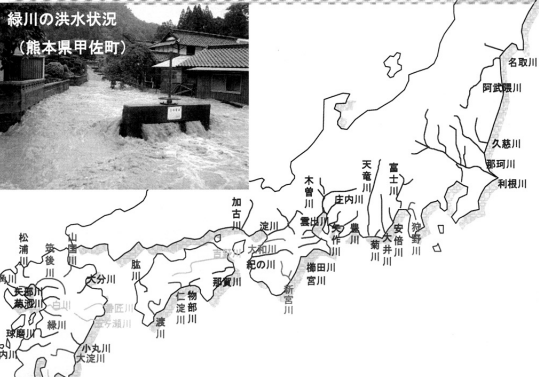 緑川の洪水状況
（熊本県甲佐町）
名取川
阿武隈川
久慈川
那珂川
利根川
富士川
天竜川
木曽川
庄内川
加古川
淀川
雲出川
矢作川
豊川
菊川
大井川
安倍川
狩野川
大和川
紀の川
櫛田川
宮川
新宮川
松浦川
筑後川
山国川
大分川
肱川
那賀川
物部川
仁淀川
渡川
矢部川
菊池川
白川
緑川
球磨川
小丸川
大淀川